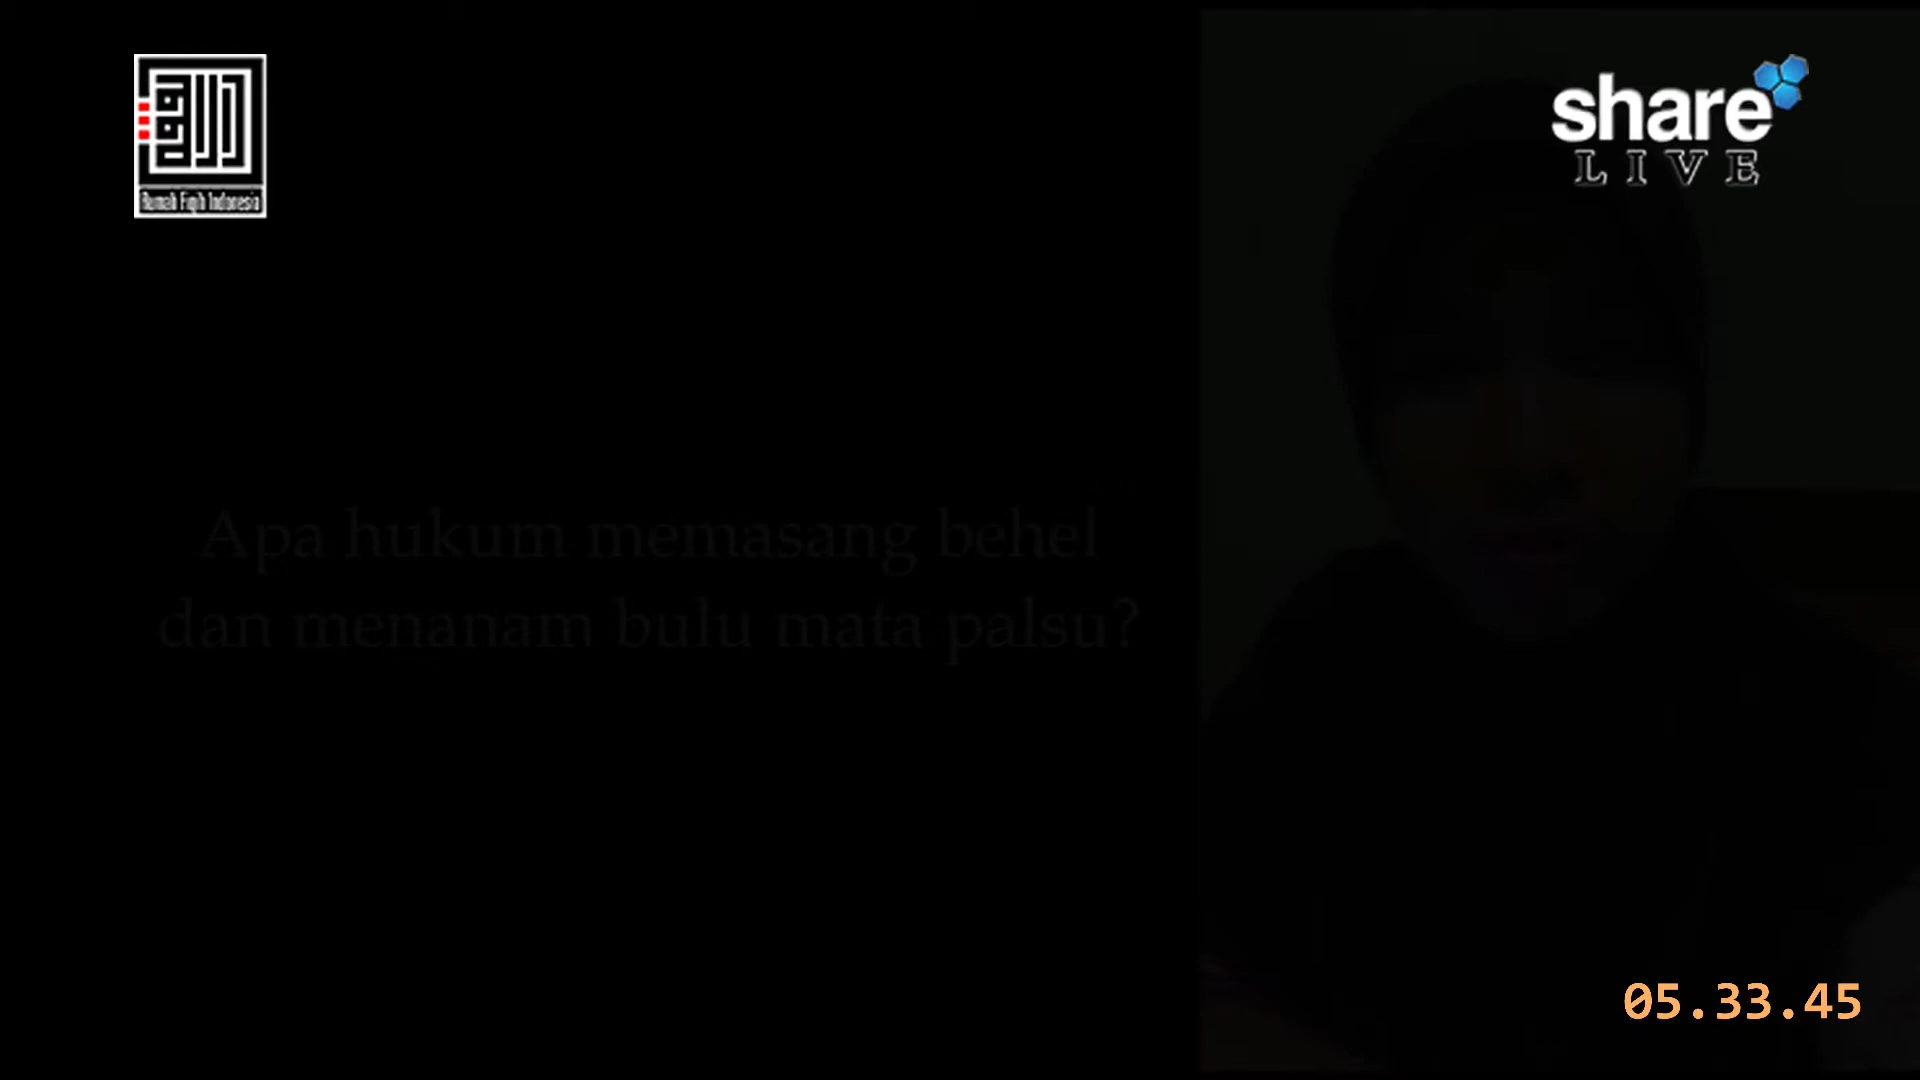 Rumah Fiqih Indonesia
share
LIVE
Apa hukum memasang behel
dan menanam bulu mata palsu?
05.33.45